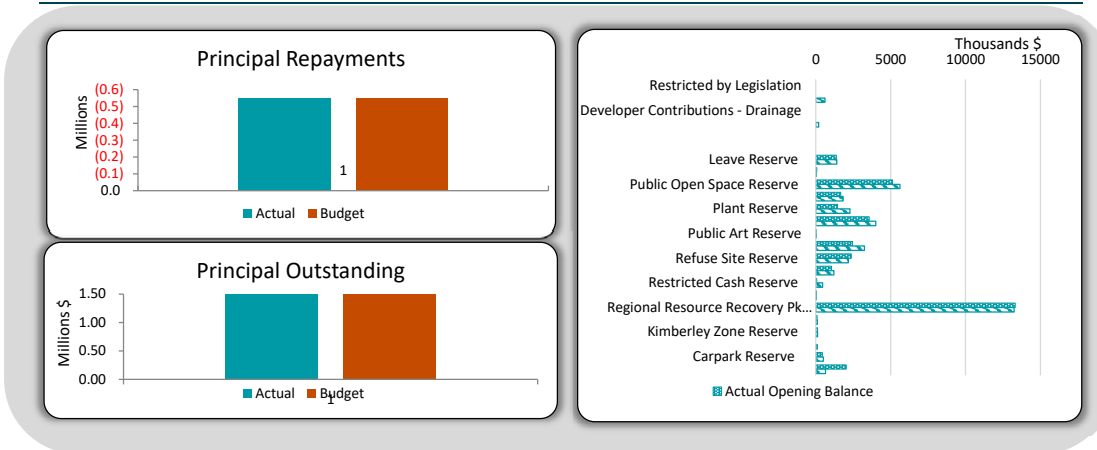 Principal Repayments
Millions
(0.6)
(0.5)
(0.4)
(0.3)
(0.2)
(0.1)
0.0
1
Actual Budget
Principal Outstanding
Millions $
1.50
1.00
0.50
0.00
Actual Budget
1
Thousands $
0 5000 10000 15000
Restricted by Legislation
Developer Contributions - Drainage
Leave Reserve
Public Open Space Reserve
Plant Reserve
Public Art Reserve
Refuse Site Reserve
Restricted Cash Reserve
Regional Resource Recovery Pk...
Kimberley Zone Reserve
Carpark Reserve
Actual Opening Balance